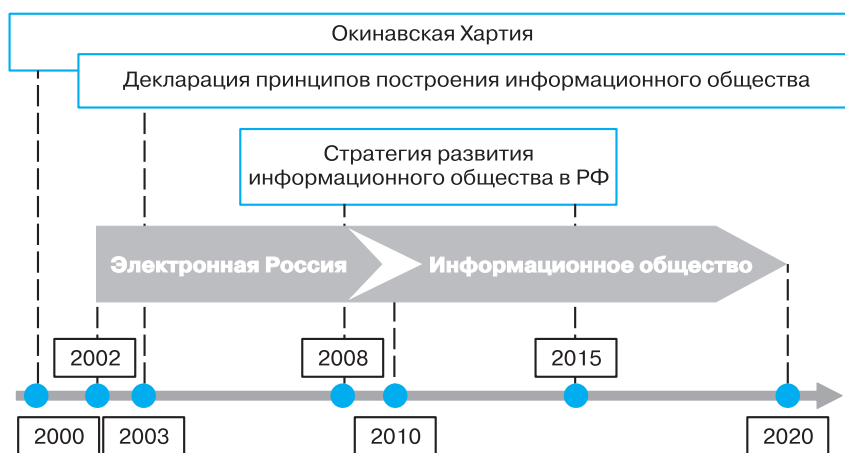 Окинавская Хартия
Декларация принципов построения информационного общества
Стратегия развития
информационного общества в РФ
Электронная Россия
Информационное общество
2002
2008
2015
2000
2003
2010
2020